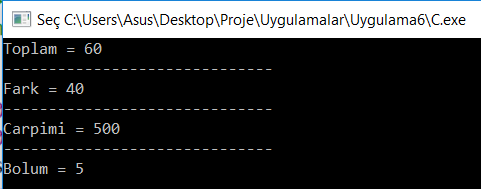 Seç C:\Users\Asus\Desktop\Proje\Uygulamalar\Uygulama6\C.exe
Toplam = 60
-----------------------------
Fark = 40
-----------------------------
Carpimi = 500
-----------------------------
Bolum = 5